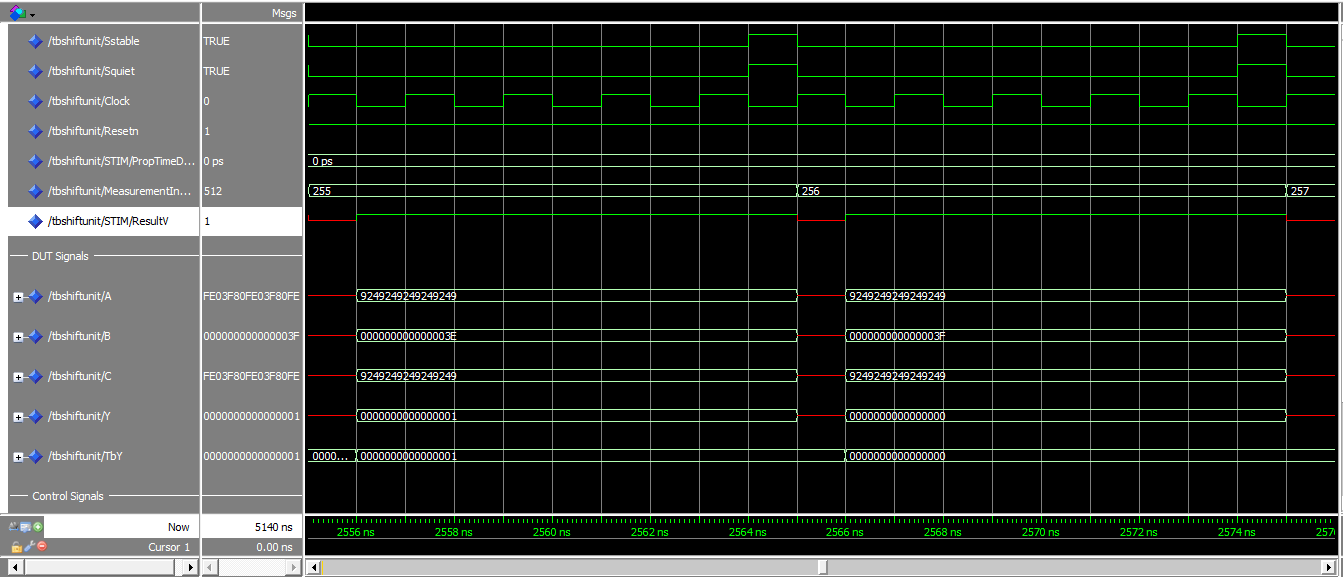 Msgs
/tbshiftunit/Sstable TRUE
/tbshiftunit/Squiet TRUE
/tbshiftunit/Clock 0
/tbshiftunit/Resetn 1
/tbshiftunit/STIM/PropTimeD... 0 ps 0 ps
/tbshiftunit/MeasurementIn... 512 255 256 257
/tbshiftunit/STIM/ResultV 1
DUT Signals
/tbshiftunit/A FE03F80FE03F80FE 9249249249249249 9249249249249249
/tbshiftunit/B 000000000000003F 000000000000003E 000000000000003F
/tbshiftunit/C FE03F80FE03F80FE 9249249249249249 9249249249249249
/tbshiftunit/Y 0000000000000001 0000000000000001 0000000000000000
/tbshiftunit/TbY 0000000000000001 0000... 0000000000000001 0000000000000000
Control Signals
Now 5140 ns 2556 ns 2558 ns 2560 ns 2562 ns 2564 ns 2566 ns 2568 ns 2570 ns 2572 ns 2574 ns 257
Cursor 1 0.00 ns